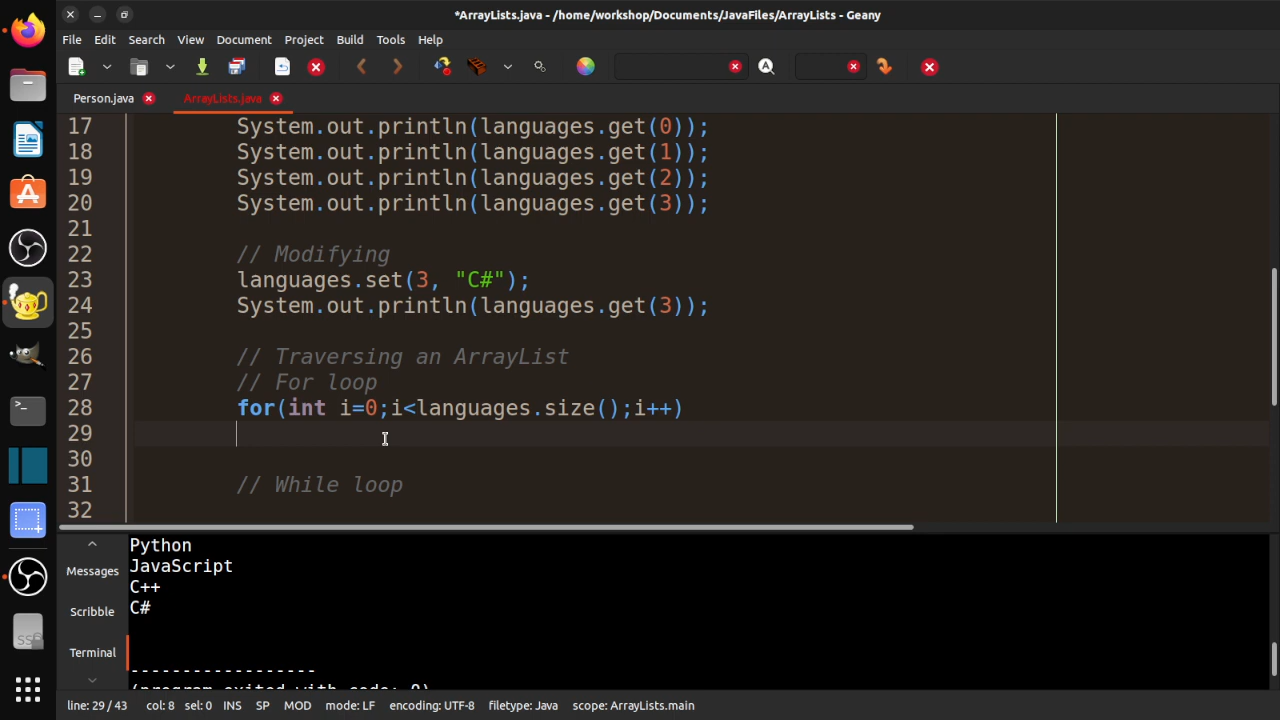 *ArrayLists.java - /home/workshop/Documents/JavaFiles/ArrayLists - Geany
File Edit Search View Document Project Build Tools Help
Person.java ArrayLists.java
17 System.out.println(languages.get(0));
18 System.out.println(languages.get(1));
19 System.out.println(languages.get(2));
20 System.out.println(languages.get(3));
21
22 // Modifying
23 languages.set(3, "C#");
24 System.out.println(languages.get(3));
25
26 // Traversing an ArrayList
27 // For loop
28 for(int i=0;i<languages.size();i++)
29
30
31 // While loop
32
Messages
Scribble
Terminal
Python
JavaScript
C++
C#
------------------
(program exited with code: 0)
line: 29 / 43 col: 8 sel: 0 INS SP MOD mode: LF encoding: UTF-8 filetype: Java scope: ArrayLists.main